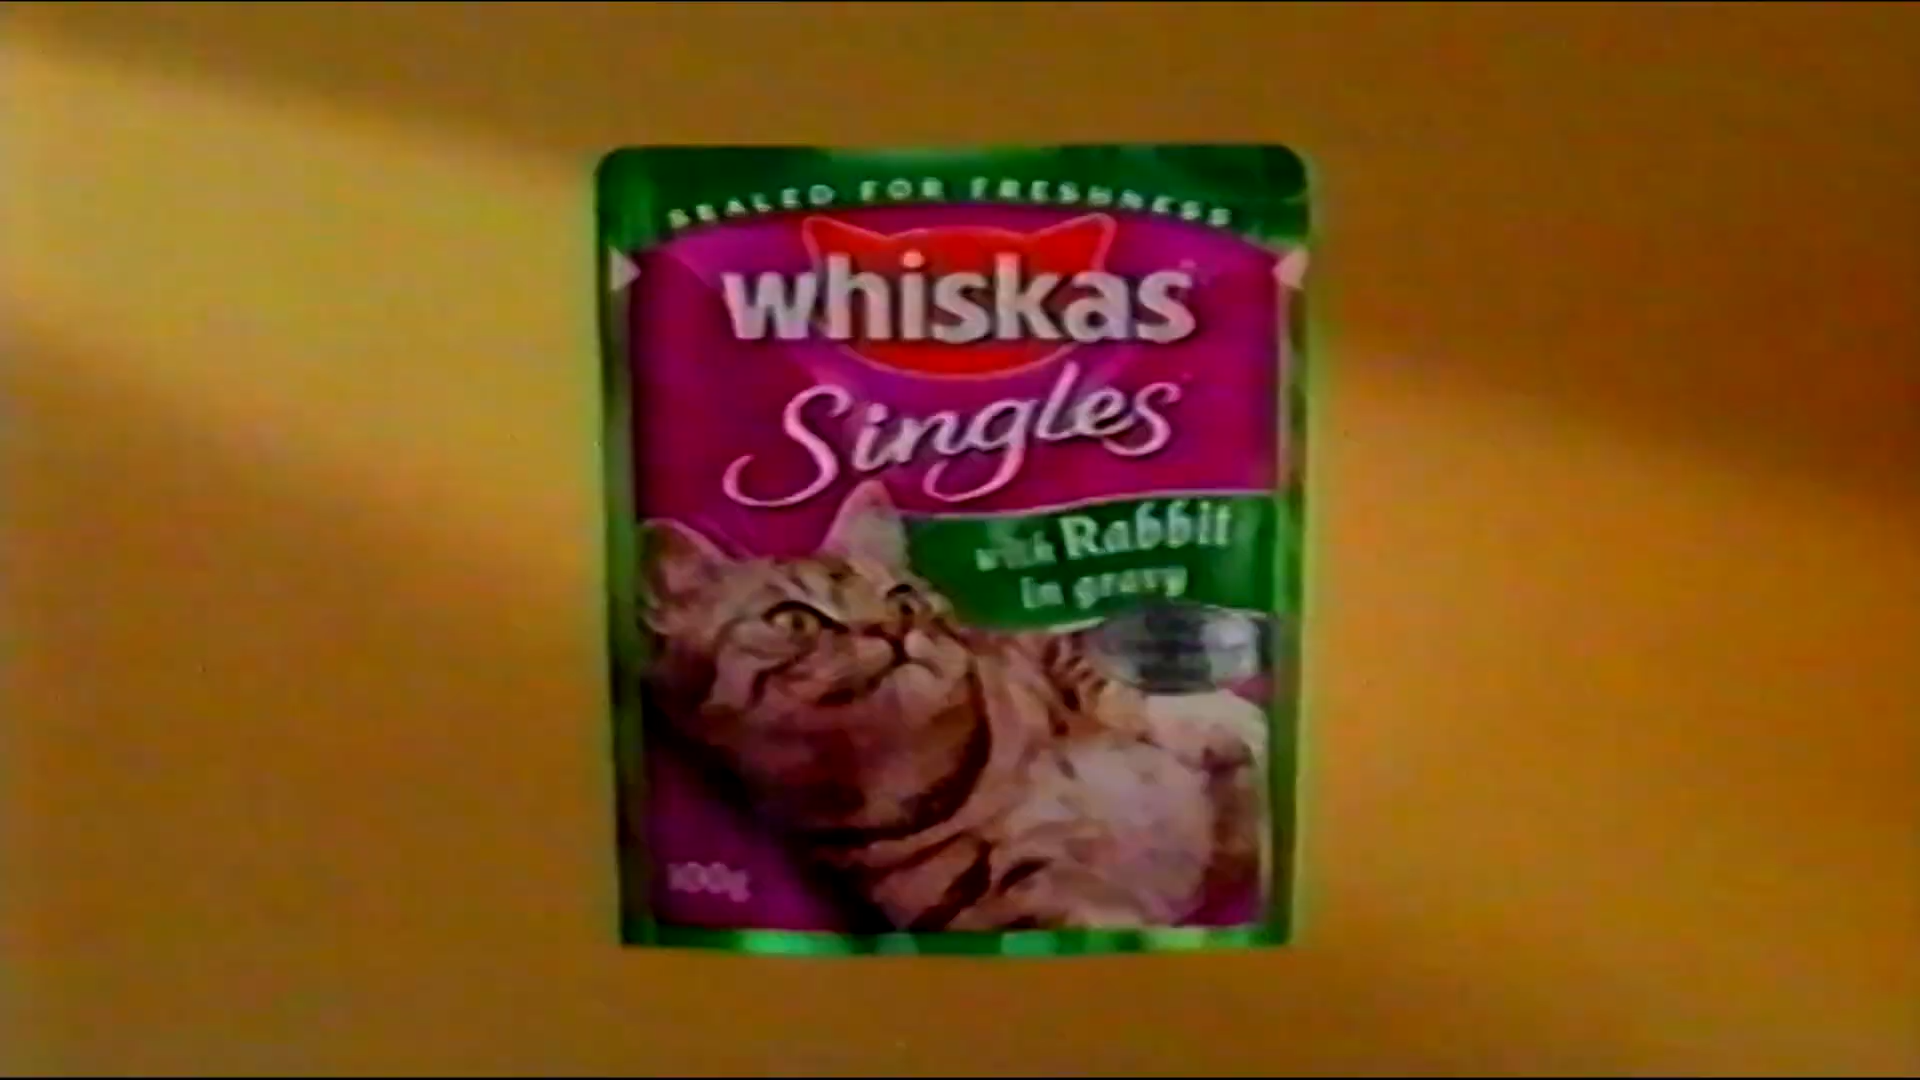 SEALED FOR FRESHNESS
whiskas
Singles
with Rabbit
in gravy
100g